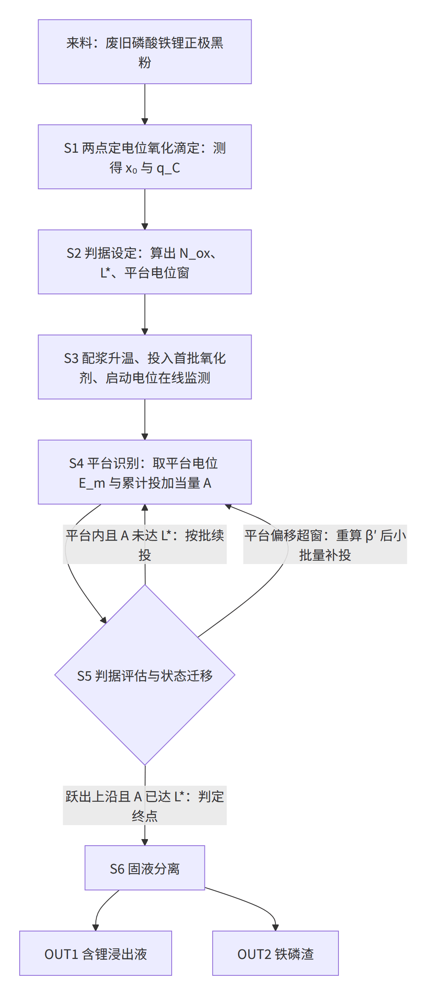 来料：废旧磷酸铁锂正极黑
粉
S1 两点定电位氧化滴定：测
得 x₀ 与 q_C
S2 判据设定：算出 N_ox、
L*、平台电位窗
S3 配浆升温、投入首批氧化
剂、启动电位在线监测
S4 平台识别：取平台电位
E_m 与累计投加当量 A
平台内且 A 未达 L*：按批续
投
平台偏移超窗：重算 β′ 后小
批量补投
S5 判据评估与状态迁移
跃出上沿且 A 已达 L*：判定
终点
S6 固液分离
OUT1 含锂浸出液
OUT2 铁磷渣